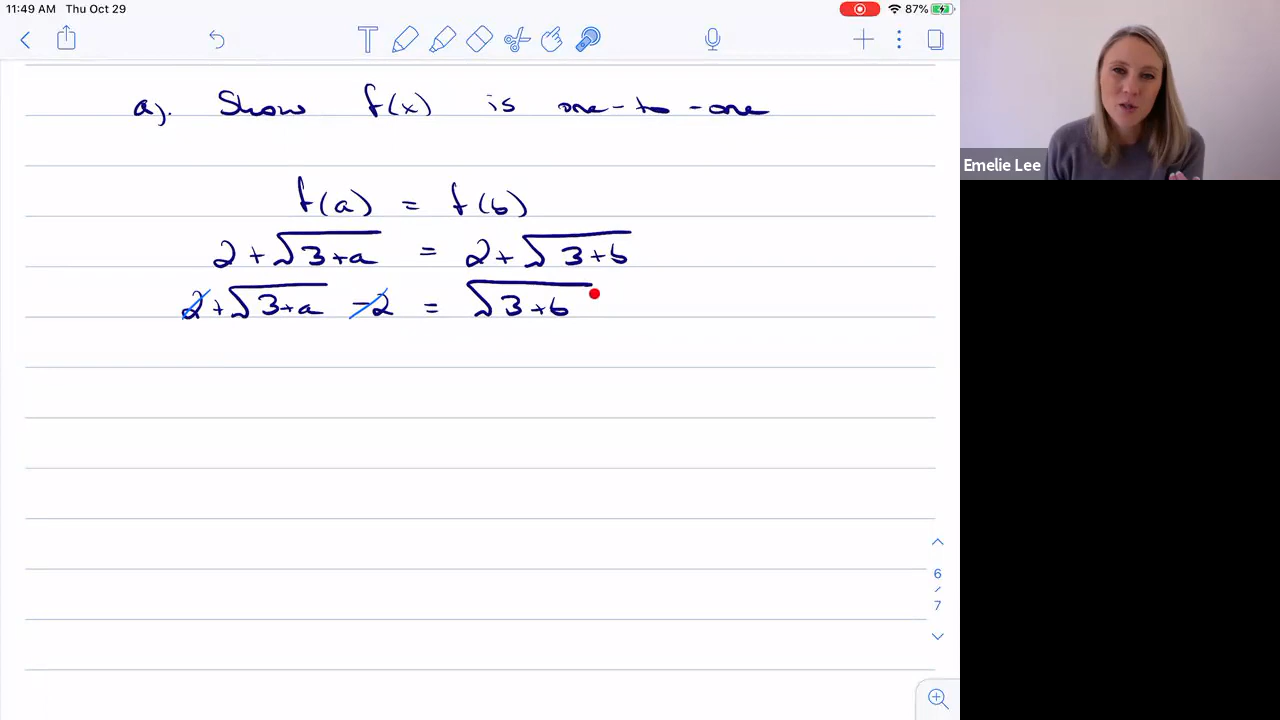 11:49 AM Thu Oct 29
87%
a). Show f(x) is one-to-one
f(a) = f(b)
2+√3+a = 2+√3+b
2+√3+a -2 = √3+b
Emelie Lee
6
/
7